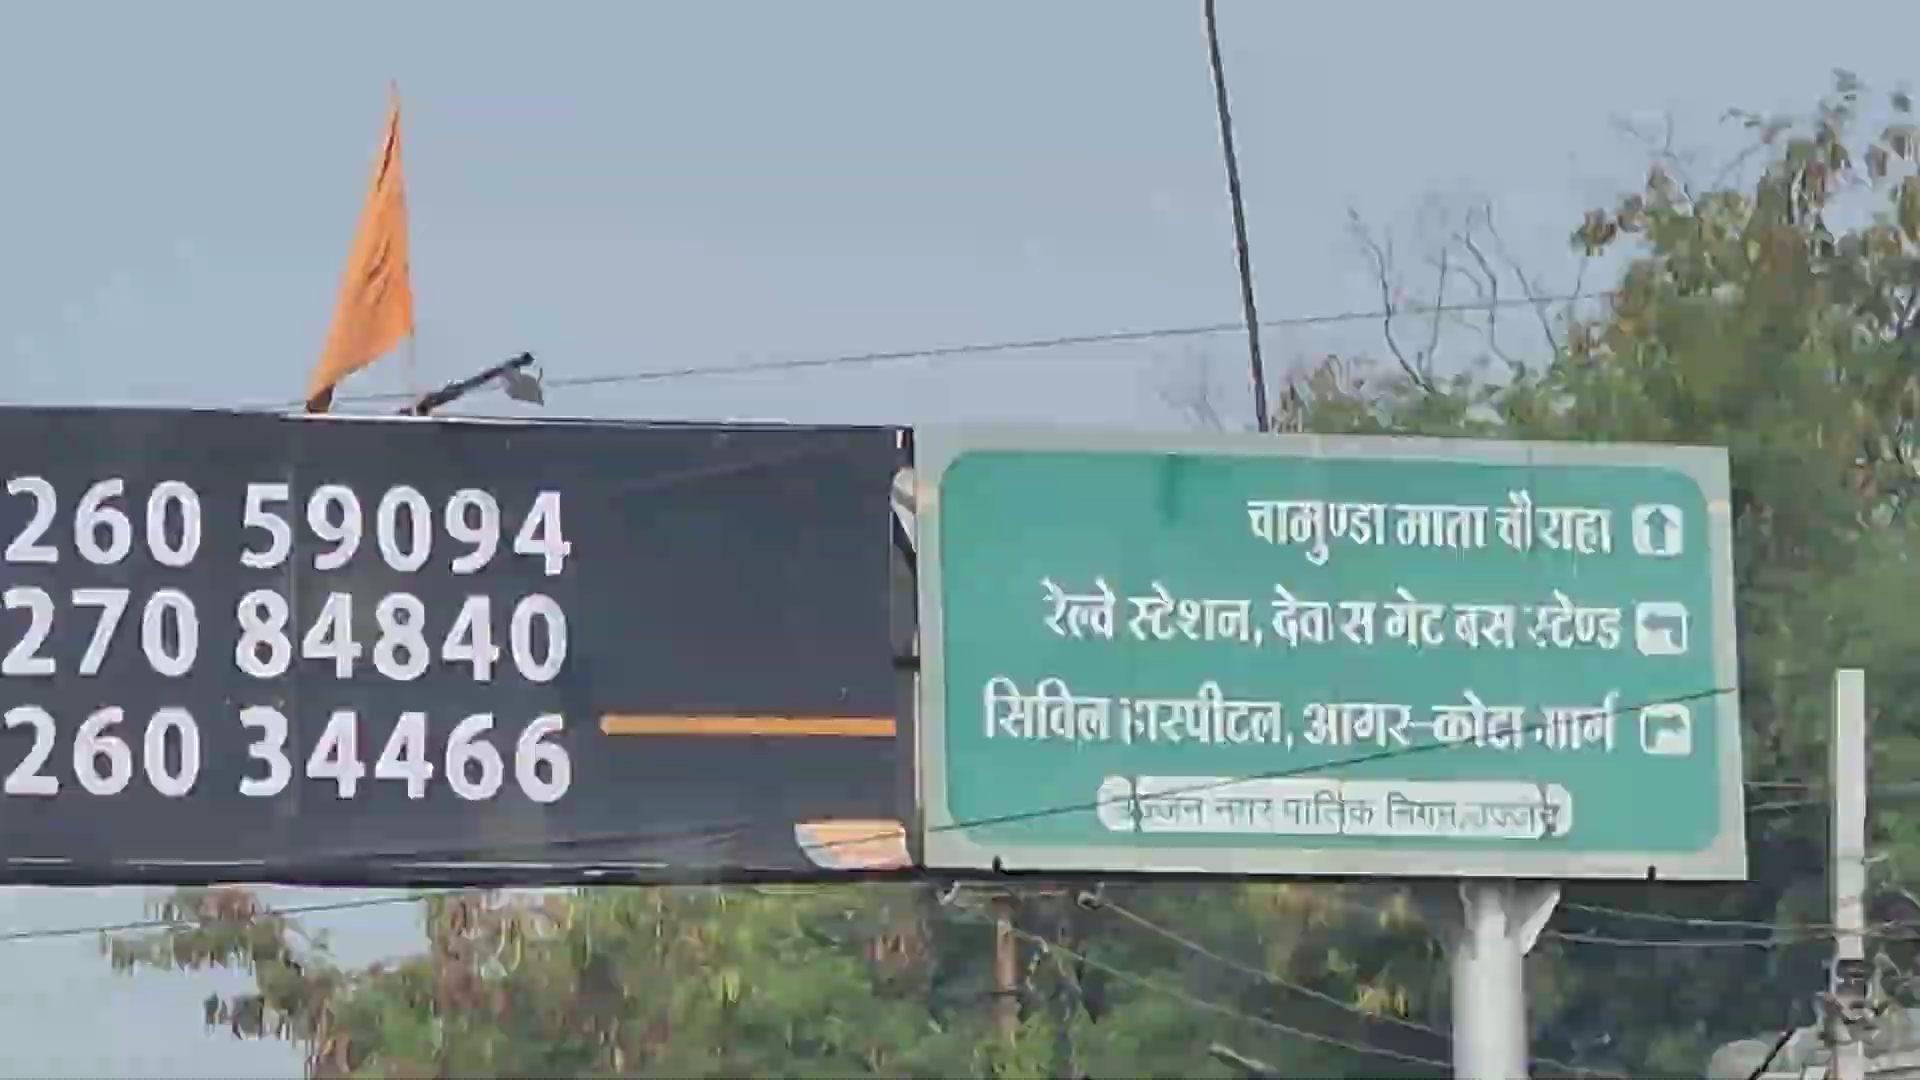 260 59094
270 84840
260 34466
चामुण्डा माता चौराहा
रेल्वे स्टेशन, देवास गेट बस स्टेण्ड
सिविल हास्पीटल, आगर-कोटा मार्ग
उज्जैन नगर पालिक निगम, उज्जैन